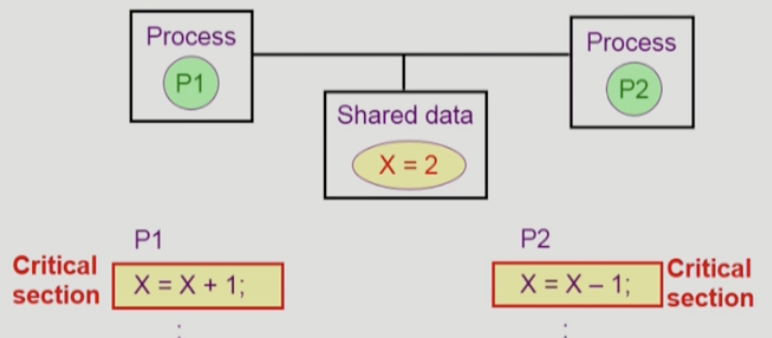 Process
P1
Process
P2
Shared data
X = 2
P1
P2
Critical
section
X = X + 1;
X = X – 1;
Critical
section